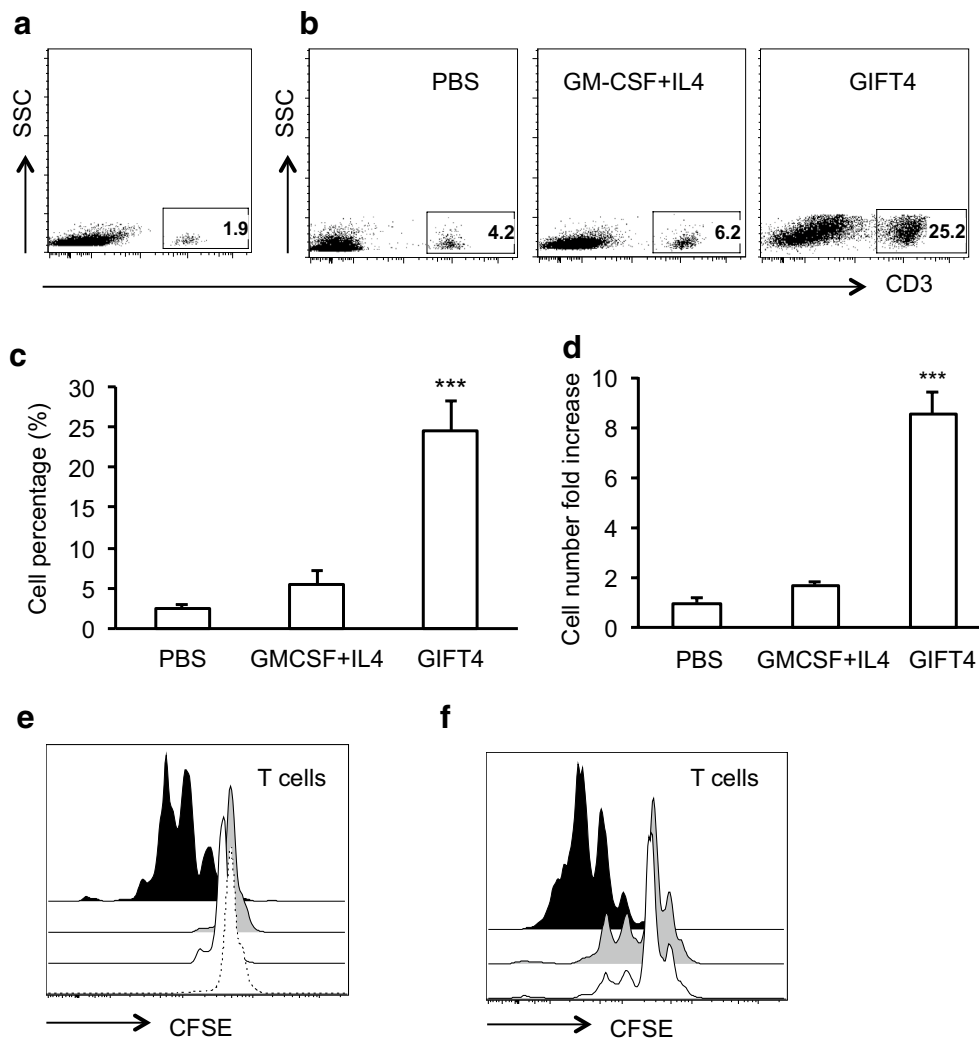 a
b
SSC
1.9
SSC
PBS
4.2
GM-CSF+IL4
6.2
GIFT4
25.2
CD3
c
Cell percentage (%)
30
25
20
15
10
5
0
***
PBS
GMCSF+IL4
GIFT4
d
Cell number fold increase
10
8
6
4
2
0
***
PBS
GMCSF+IL4
GIFT4
e
T cells
CFSE
f
T cells
CFSE